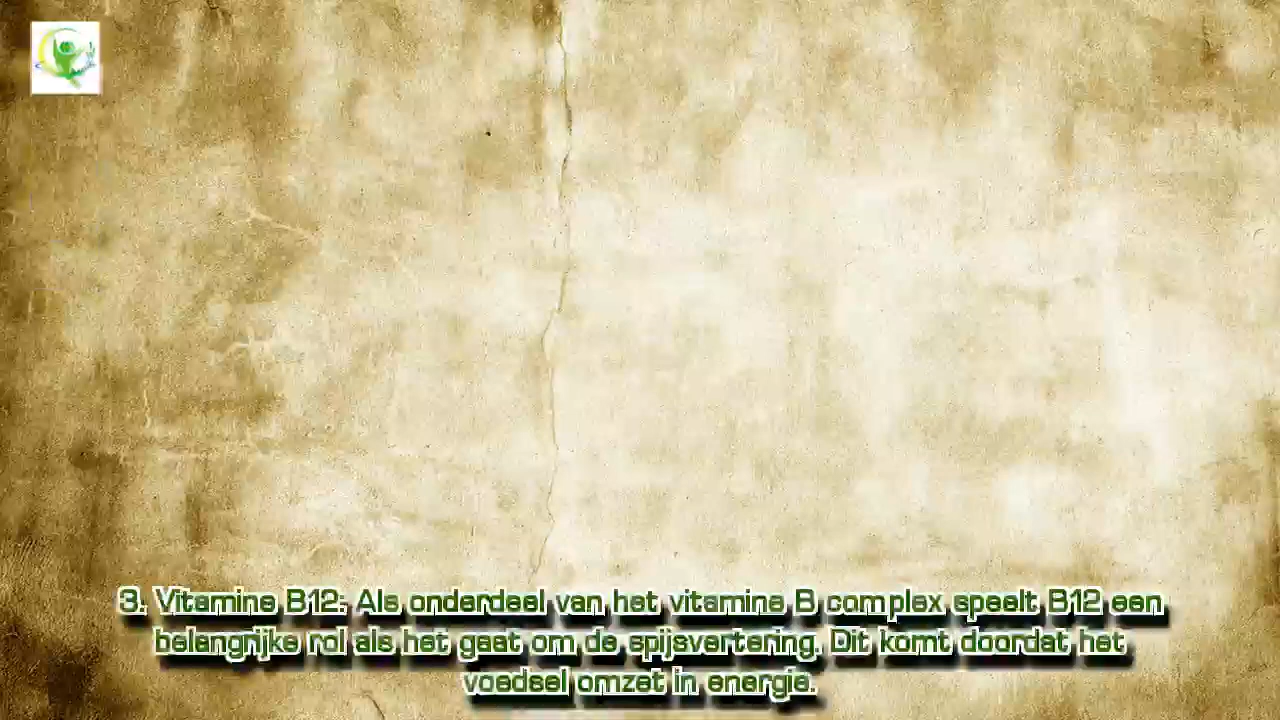 3. Vitamine B12: Als onderdeel van het vitamine B complex speelt B12 een
belangrijke rol als het gaat om de spijsvertering. Dit komt doordat het
voedsel omzet in energie.